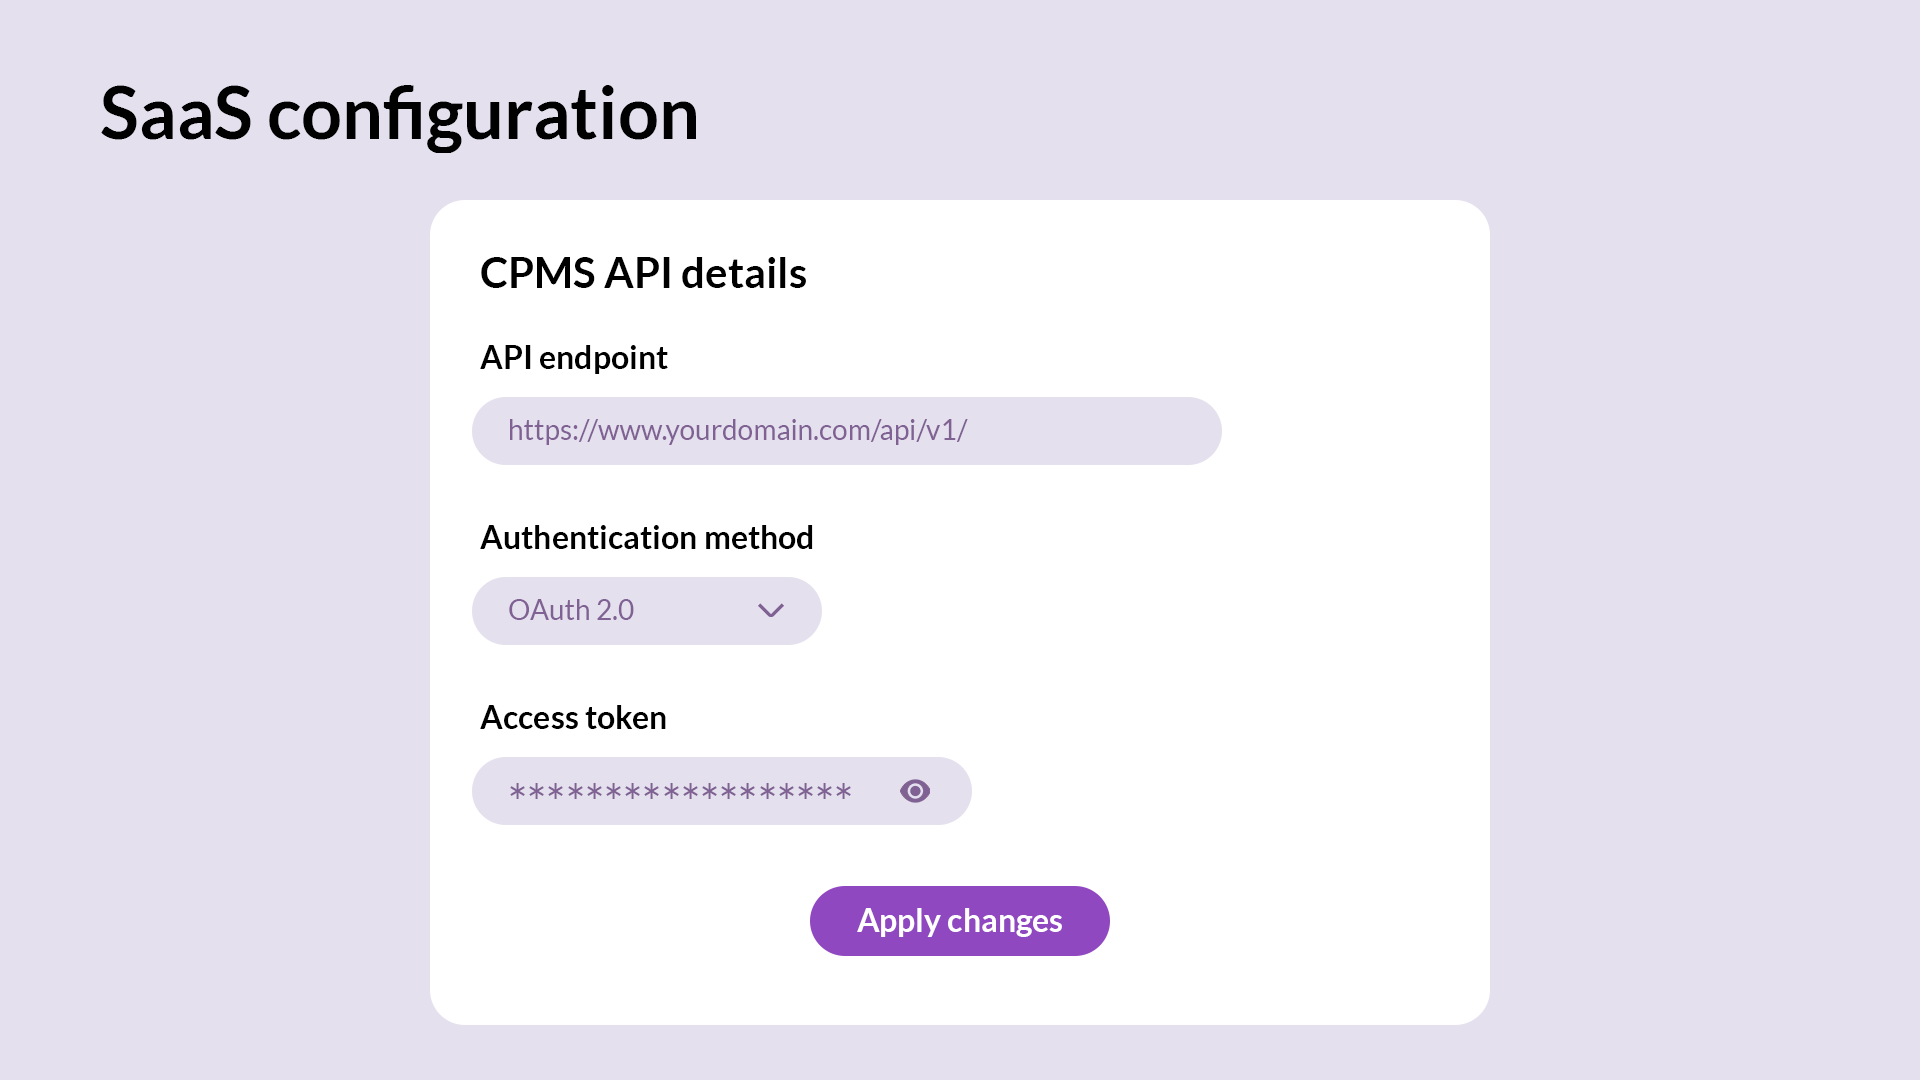 SaaS configuration
CPMS API details
API endpoint
https://www.yourdomain.com/api/v1/
Authentication method
OAuth 2.0
Access token
******************
Apply changes